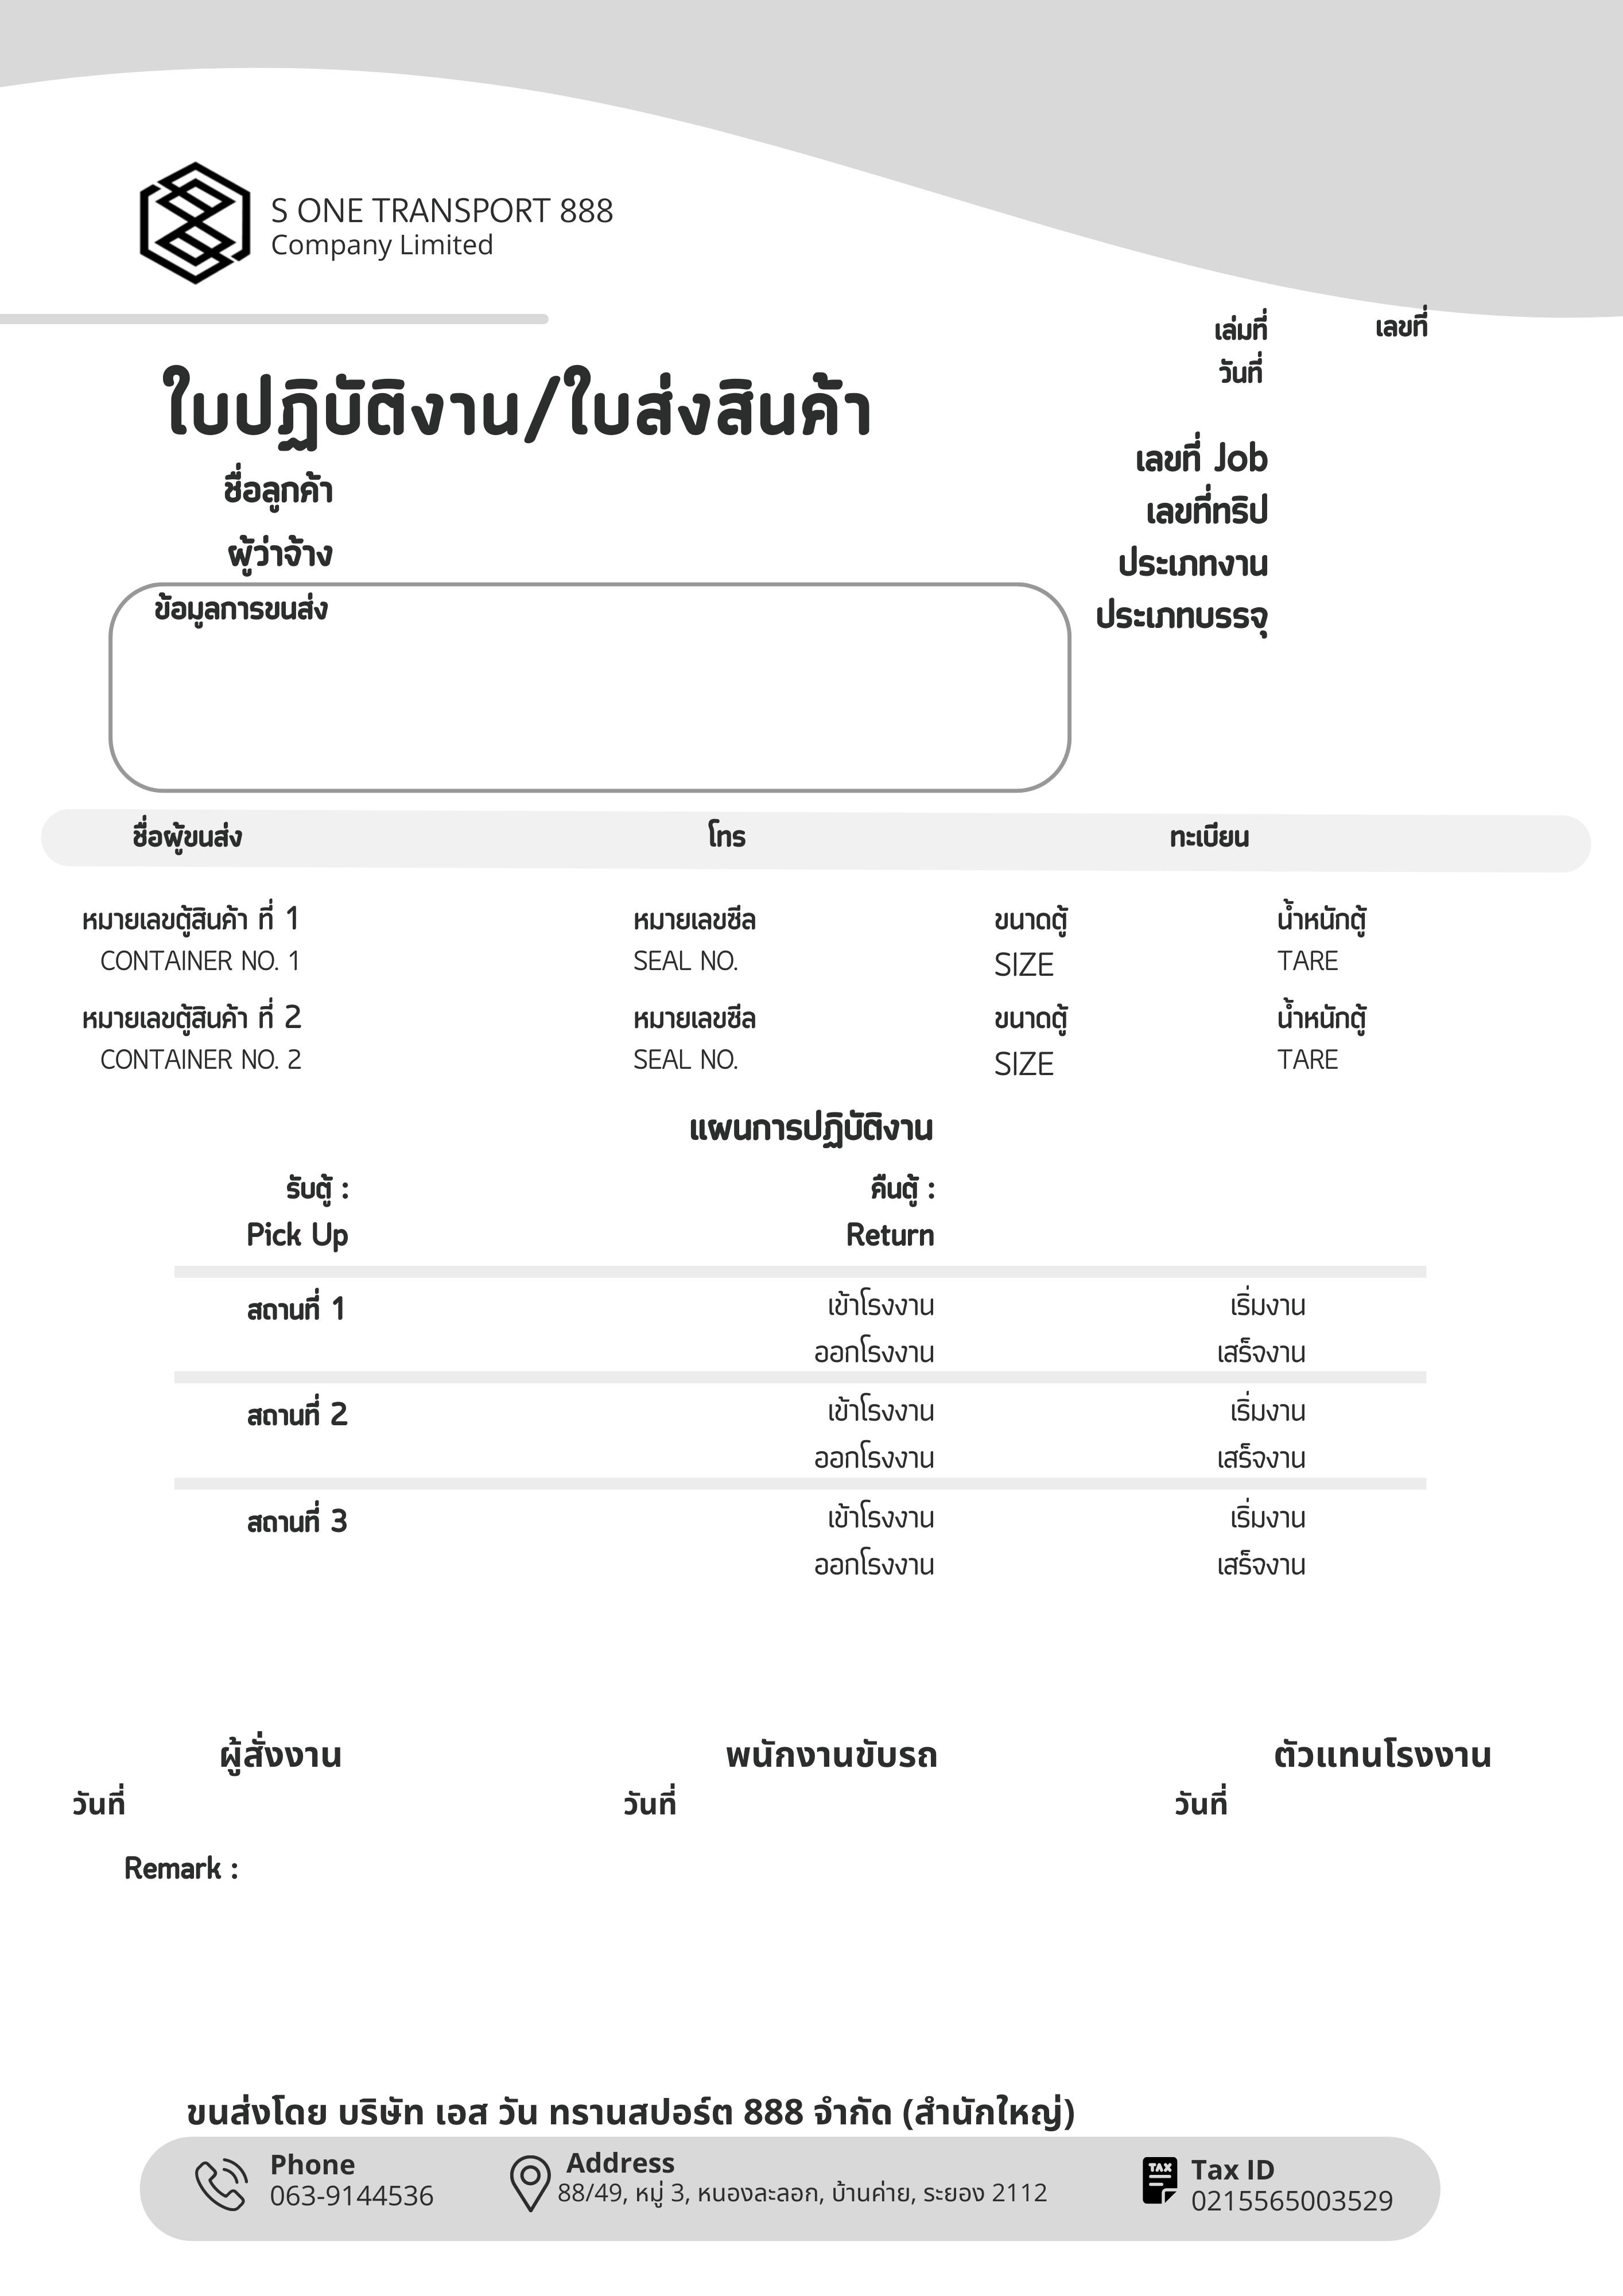 S ONE TRANSPORT 888
Company Limited
เล่มที่ เลขที่
วันที่
ใบปฏิบัติงาน/ใบส่งสินค้า
เลขที่ Job
ชื่อลูกค้า
เลขที่ทริป
ผู้ว่าจ้าง
ประเภทงาน
ข้อมูลการขนส่ง
ประเภทบรรจุ
ชื่อผู้ขนส่ง โทร ทะเบียน
หมายเลขตู้สินค้า ที่ 1 หมายเลขซีล ขนาดตู้ น้ำหนักตู้
CONTAINER NO. 1 SEAL NO. SIZE TARE
หมายเลขตู้สินค้า ที่ 2 หมายเลขซีล ขนาดตู้ น้ำหนักตู้
CONTAINER NO. 2 SEAL NO. SIZE TARE
แผนการปฏิบัติงาน
รับตู้ : คืนตู้ :
Pick Up Return
สถานที่ 1 เข้าโรงงาน เริ่มงาน
ออกโรงงาน เสร็จงาน
สถานที่ 2 เข้าโรงงาน เริ่มงาน
ออกโรงงาน เสร็จงาน
สถานที่ 3 เข้าโรงงาน เริ่มงาน
ออกโรงงาน เสร็จงาน
ผู้สั่งงาน พนักงานขับรถ ตัวแทนโรงงาน
วันที่ วันที่ วันที่
Remark :
ขนส่งโดย บริษัท เอส วัน ทรานสปอร์ต 888 จำกัด (สำนักใหญ่)
Phone Address TAX Tax ID
063-9144536 88/49, หมู่ 3, หนองละลอก, บ้านค่าย, ระยอง 2112 0215565003529